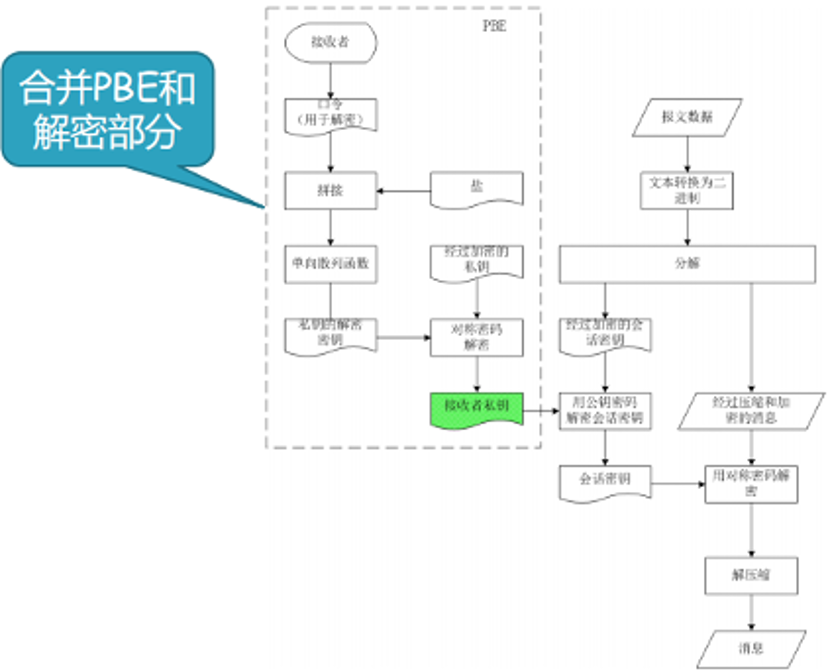 合并PBE和
解密部分
PBE
接收者
口令
(用于解密)
拼接
盐
单向散列函数
经过加密的
私钥
私钥的解密
密钥
对称密码
解密
接收者私钥
报文数据
文本转换为二
进制
分解
经过加密的会
话密钥
用公钥密码
解密会话密钥
经过压缩和加
密的消息
会话密钥
用对称密码解
密
解压缩
消息